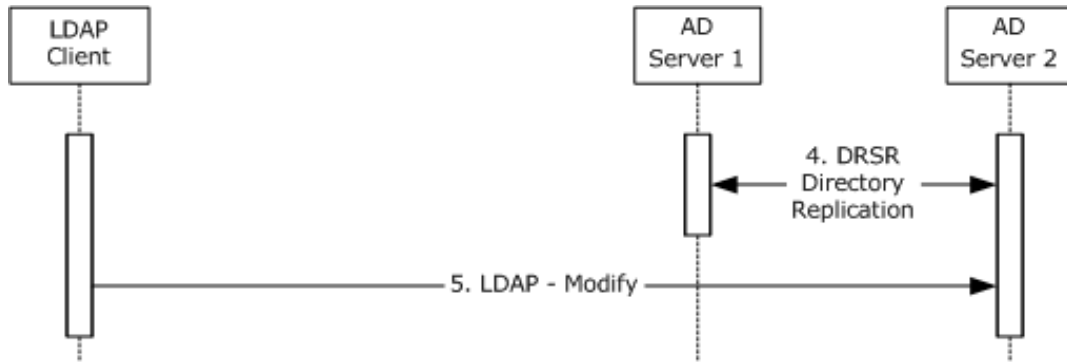 LDAP
Client
AD
Server 1
AD
Server 2
4. DRSR
Directory
Replication
5. LDAP - Modify